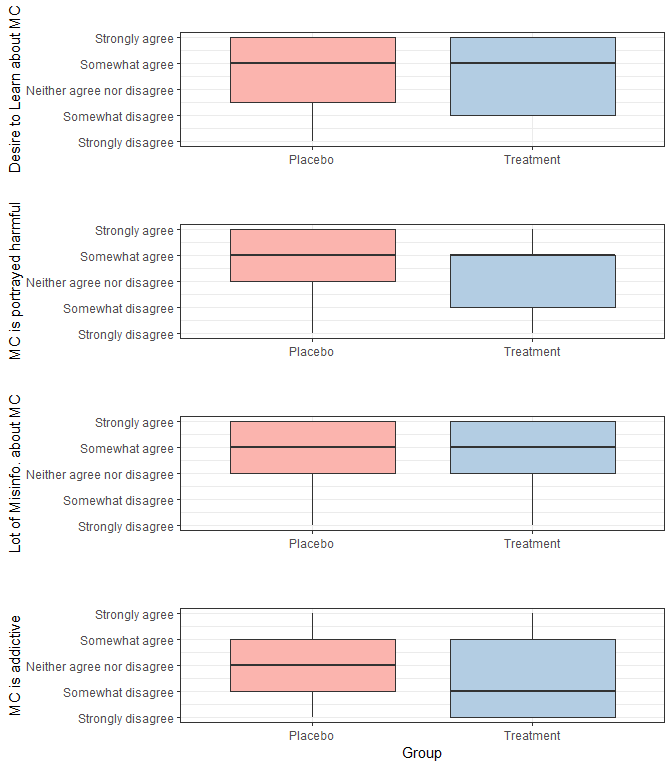 Desire to Learn about MC
Strongly agree
Somewhat agree
Neither agree nor disagree
Somewhat disagree
Strongly disagree
Placebo Treatment
MC is portrayed harmful
Strongly agree
Somewhat agree
Neither agree nor disagree
Somewhat disagree
Strongly disagree
Placebo Treatment
Lot of Misinfo. about MC
Strongly agree
Somewhat agree
Neither agree nor disagree
Somewhat disagree
Strongly disagree
Placebo Treatment
MC is addictive
Strongly agree
Somewhat agree
Neither agree nor disagree
Somewhat disagree
Strongly disagree
Placebo Treatment
Group